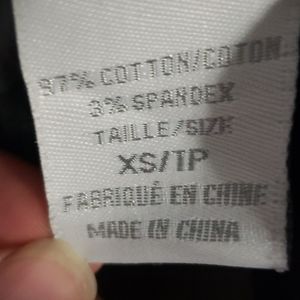 97% COTTON/COTON
3% SPANDEX
TAILLE/SIZE
XS/TP
FABRIQUÉ EN CHINE
MADE IN CHINA